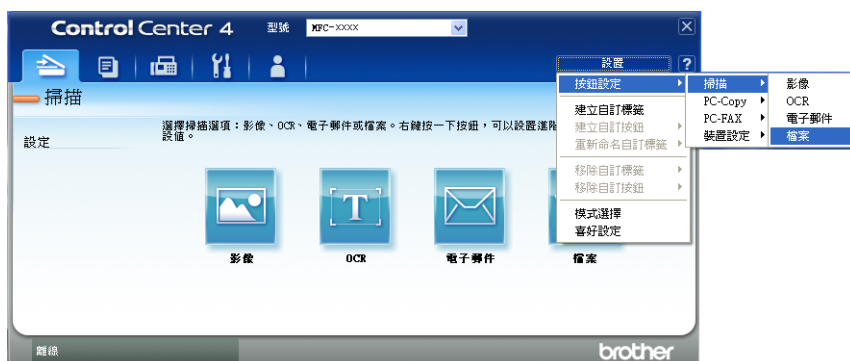 Control Center 4
型號
MFC-XXXX
設置
?
掃描
設定
選擇掃描選項：影像、OCR、電子郵件或檔案。右鍵按一下按鈕，可以設置進階
設值。
影像
OCR
電子郵件
檔案
按鈕設定
建立自訂標籤
建立自訂按鈕
重新命名自訂標籤
移除自訂標籤
移除自訂按鈕
模式選擇
喜好設定
掃描
PC-Copy
PC-FAX
裝置設定
影像
OCR
電子郵件
檔案
離線
brother